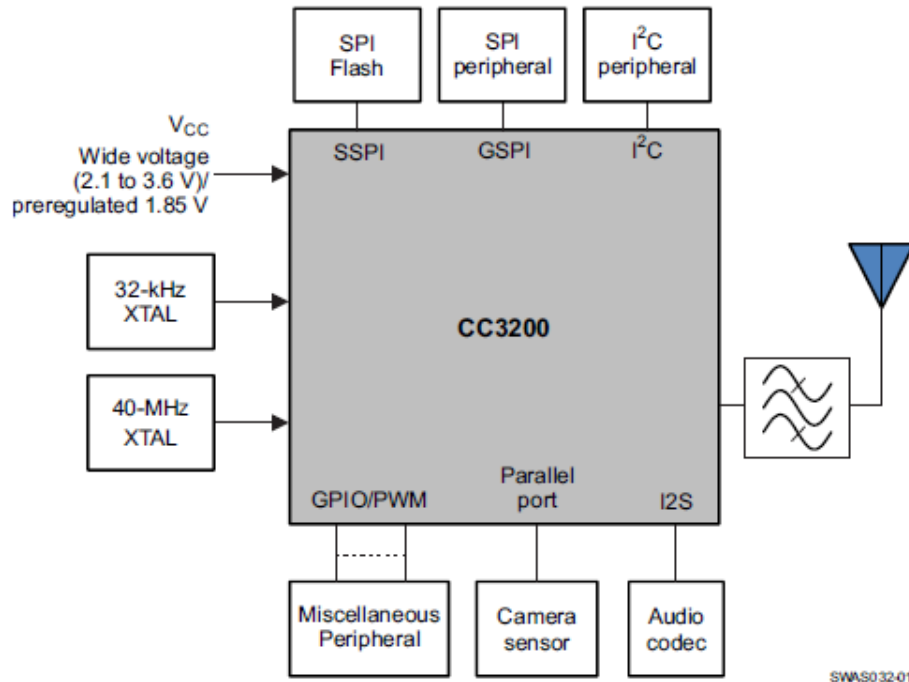 SPI
Flash
SPI
peripheral
I²C
peripheral
VCC
Wide voltage
(2.1 to 3.6 V)/
preregulated 1.85 V
SSPI
GSPI
I²C
32-kHz
XTAL
CC3200
40-MHz
XTAL
GPIO/PWM
Parallel
port
I2S
Miscellaneous
Peripheral
Camera
sensor
Audio
codec
SWAS032-01